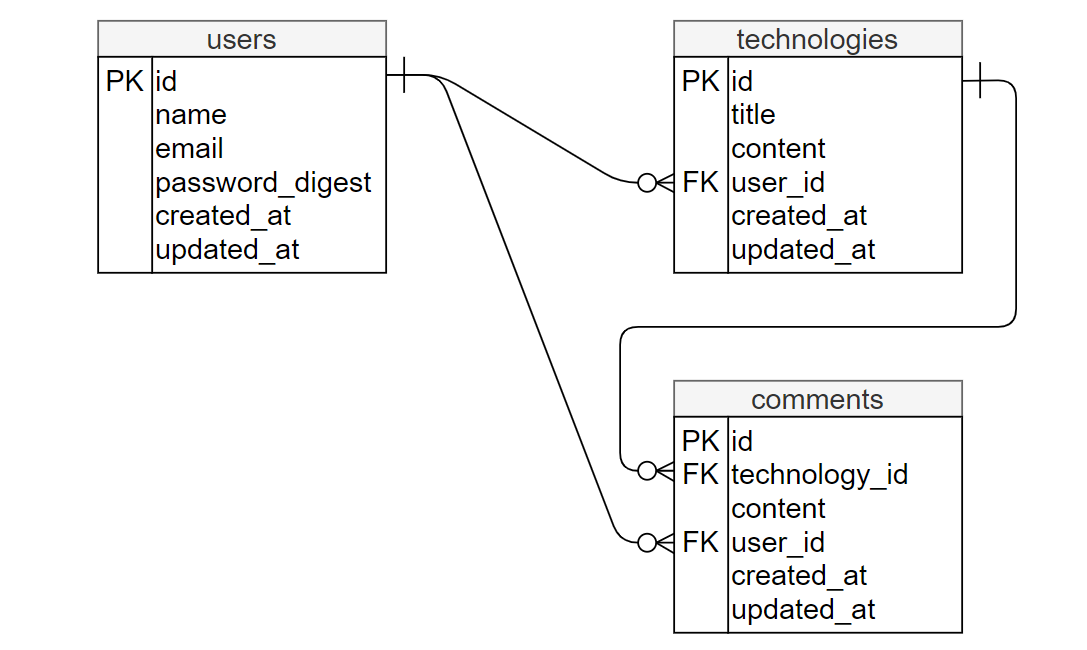 users
PK id
name
email
password_digest
created_at
updated_at
technologies
PK id
title
content
FK user_id
created_at
updated_at
comments
PK id
FK technology_id
content
FK user_id
created_at
updated_at